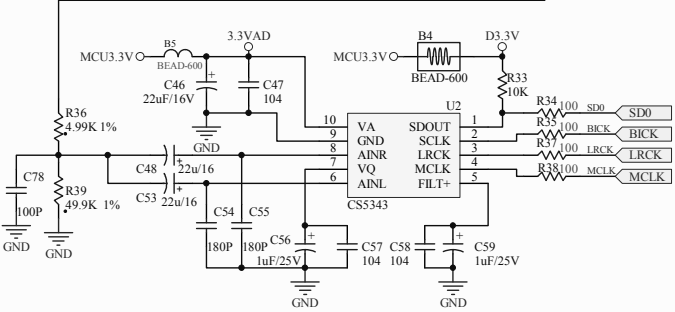 3.3VAD
B4
D3.3V
MCU3.3V
B5
BEAD-600
MCU3.3V
BEAD-600
C46
22uF/16V
C47
104
R33
10K
GND
U2
R36
4.99K 1%
10
VA
SDOUT
1
R34
100
SD0
SD0
9
GND
SCLK
2
R35
100
BICK
BICK
8
AINR
LRCK
3
R37
100
LRCK
LRCK
7
VQ
MCLK
4
R38
100
MCLK
MCLK
6
AINL
FILT+
5
CS5343
C48
22u/16
C53
22u/16
C78
100P
R39
49.9K 1%
C54
180P
C55
180P
C56
1uF/25V
C57
104
C58
104
C59
1uF/25V
GND
GND
GND
GND